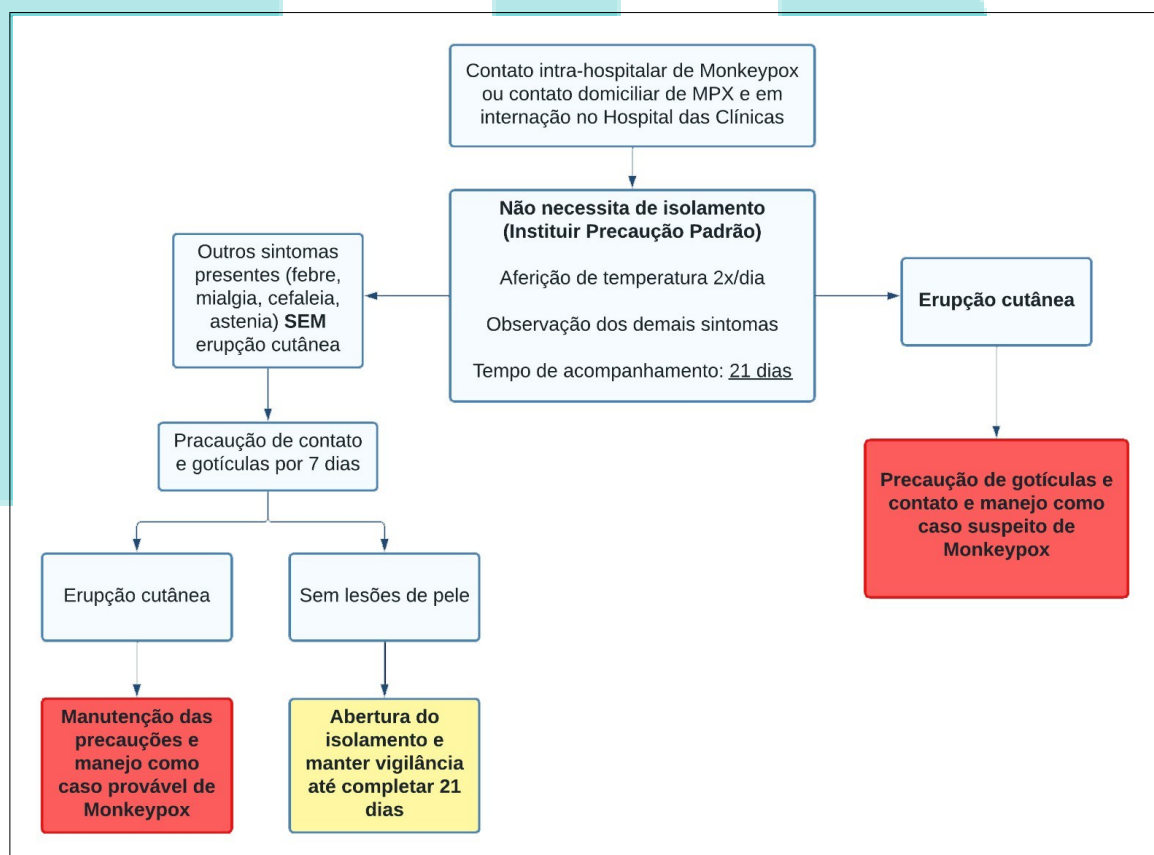 Contato intra-hospitalar de Monkeypox
ou contato domiciliar de MPX e em
internação no Hospital das Clínicas
Não necessita de isolamento
(Instituir Precaução Padrão)
Aferição de temperatura 2x/dia
Observação dos demais sintomas
Tempo de acompanhamento: 21 dias
Outros sintomas
presentes (febre,
mialgia, cefaleia,
astenia) SEM
erupção cutânea
Erupção cutânea
Pracaução de contato
e gotículas por 7 dias
Precaução de gotículas e
contato e manejo como
caso suspeito de
Monkeypox
Erupção cutânea
Sem lesões de pele
Manutenção das
precauções e
manejo como
caso provável de
Monkeypox
Abertura do
isolamento e
manter vigilância
até completar 21
dias